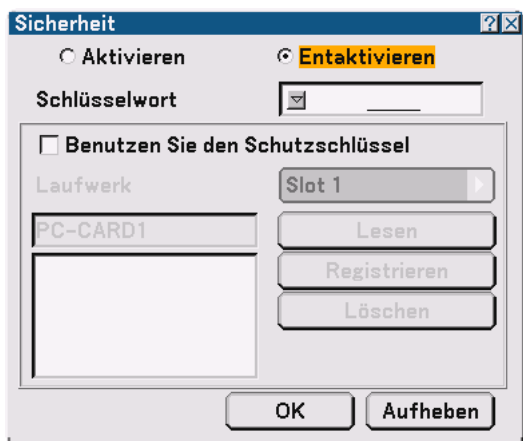 Sicherheit
Aktivieren Entaktivieren
Schlüsselwort
Benutzen Sie den Schutzschlüssel
Laufwerk Slot 1
PC-CARD1 Lesen
Registrieren
Löschen
OK Aufheben